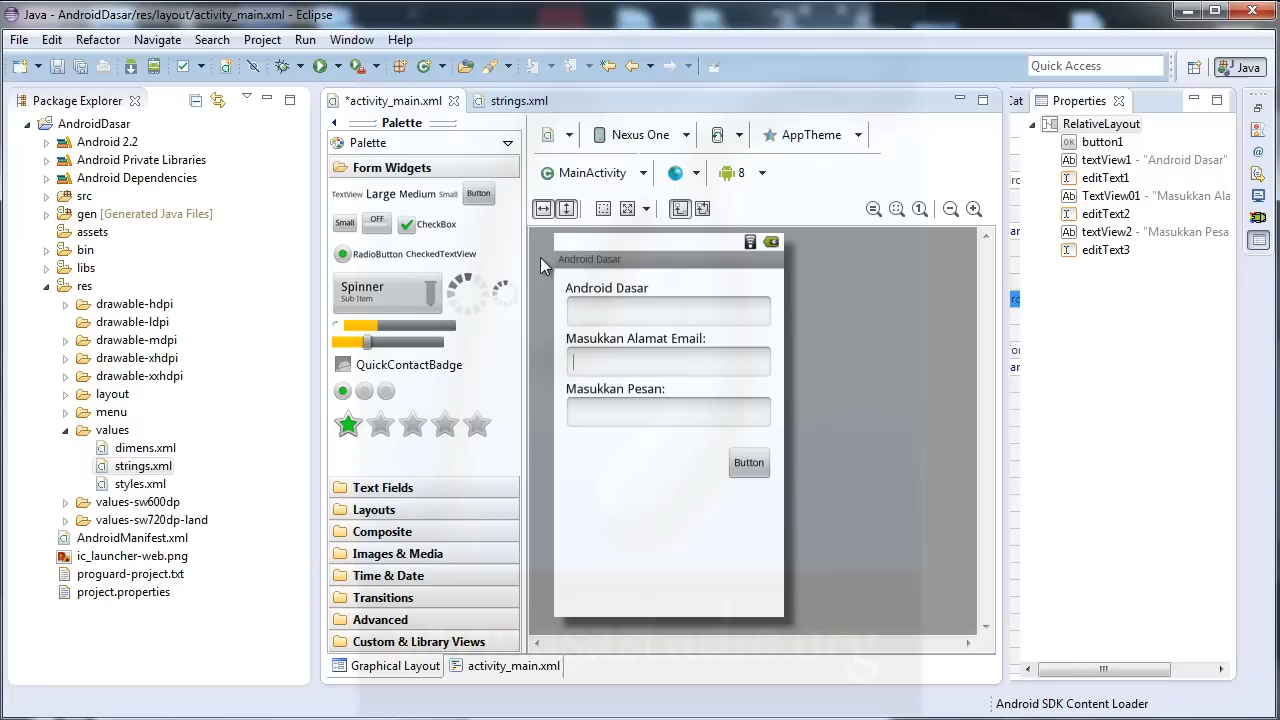 Java - AndroidDasar/res/layout/activity_main.xml - Eclipse
File Edit Refactor Navigate Search Project Run Window Help
Quick Access
Java
Package Explorer
*activity_main.xml
strings.xml
Cat
Properties
Palette
AndroidDasar
Android 2.2
Android Private Libraries
Android Dependencies
src
gen [Generated Java Files]
assets
bin
libs
res
drawable-hdpi
drawable-ldpi
drawable-mdpi
drawable-xhdpi
drawable-xxhdpi
layout
menu
values
dimens.xml
strings.xml
styles.xml
values-sw600dp
values-sw720dp-land
AndroidManifest.xml
ic_launcher-web.png
proguard-project.txt
project.properties
Palette
Form Widgets
TextView Large Medium Small Button
Small OFF CheckBox
RadioButton CheckedTextView
Spinner
Sub Item
QuickContactBadge
Text Fields
Layouts
Composite
Images & Media
Time & Date
Transitions
Advanced
Custom & Library Views
Graphical Layout
activity_main.xml
Nexus One
AppTheme
MainActivity
8
Android Dasar
Android Dasar
Masukkan Alamat Email:
Masukkan Pesan:
Button
RelativeLayout
OK button1
Ab textView1 - "Android Dasar"
editText1
Ab TextView01 - "Masukkan Ala
editText2
Ab textView2 - "Masukkan Pesa
editText3
Android SDK Content Loader